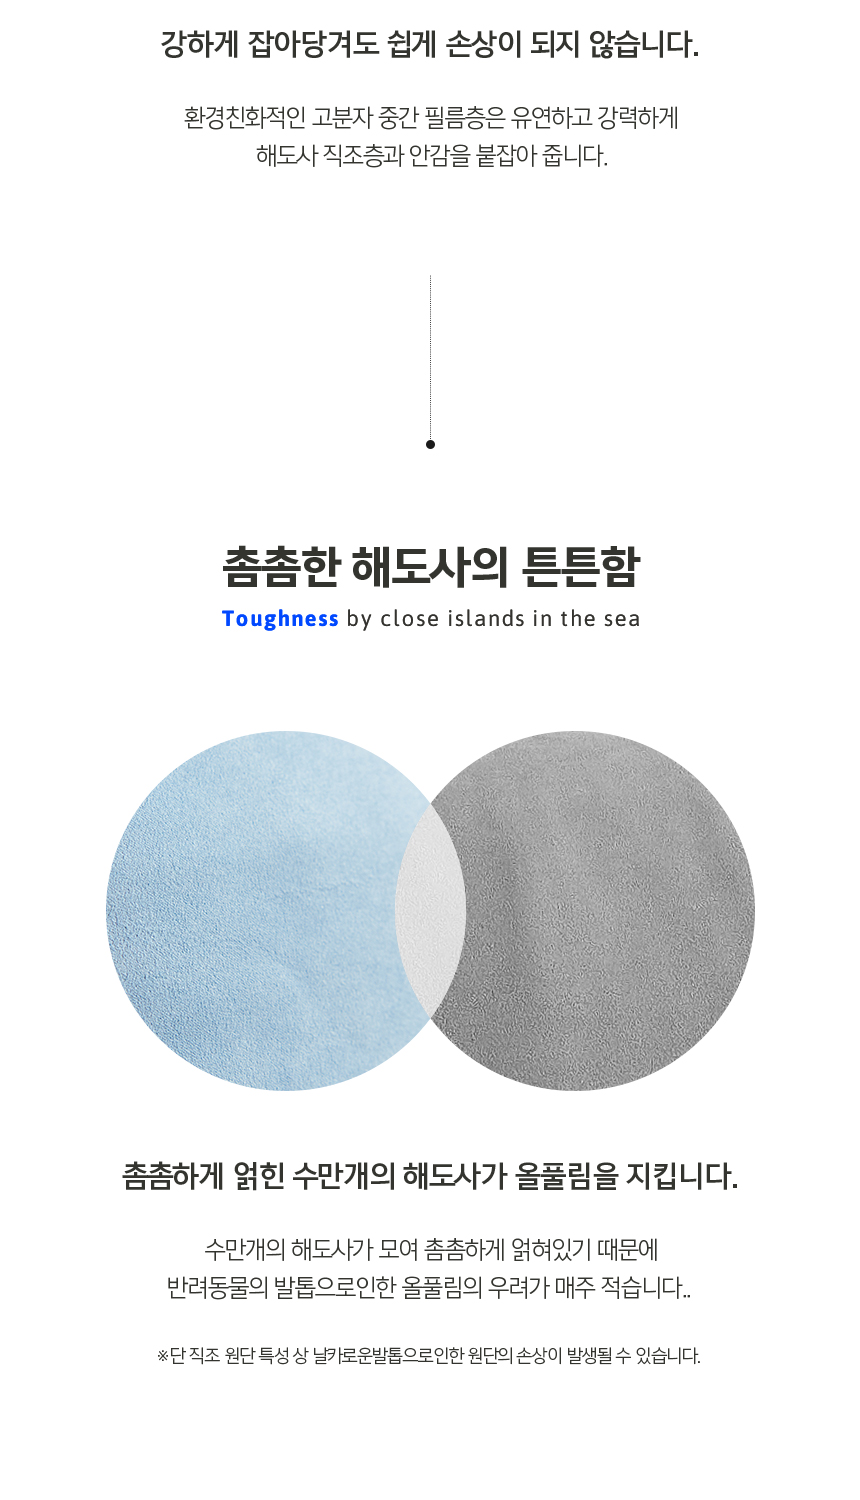 강하게 잡아당겨도 쉽게 손상이 되지 않습니다.
환경친화적인 고분자 중간 필름층은 유연하고 강력하게
해도사 직조층과 안감을 붙잡아 줍니다.
촘촘한 해도사의 튼튼함
Toughness by close islands in the sea
촘촘하게 얽힌 수만개의 해도사가 올풀림을 지킵니다.
수만개의 해도사가 모여 촘촘하게 얽혀있기 때문에
반려동물의 발톱으로인한 올풀림의 우려가 매주 적습니다..
※단 직조 원단 특성 상 날카로운발톱으로인한 원단의 손상이 발생될 수 있습니다.